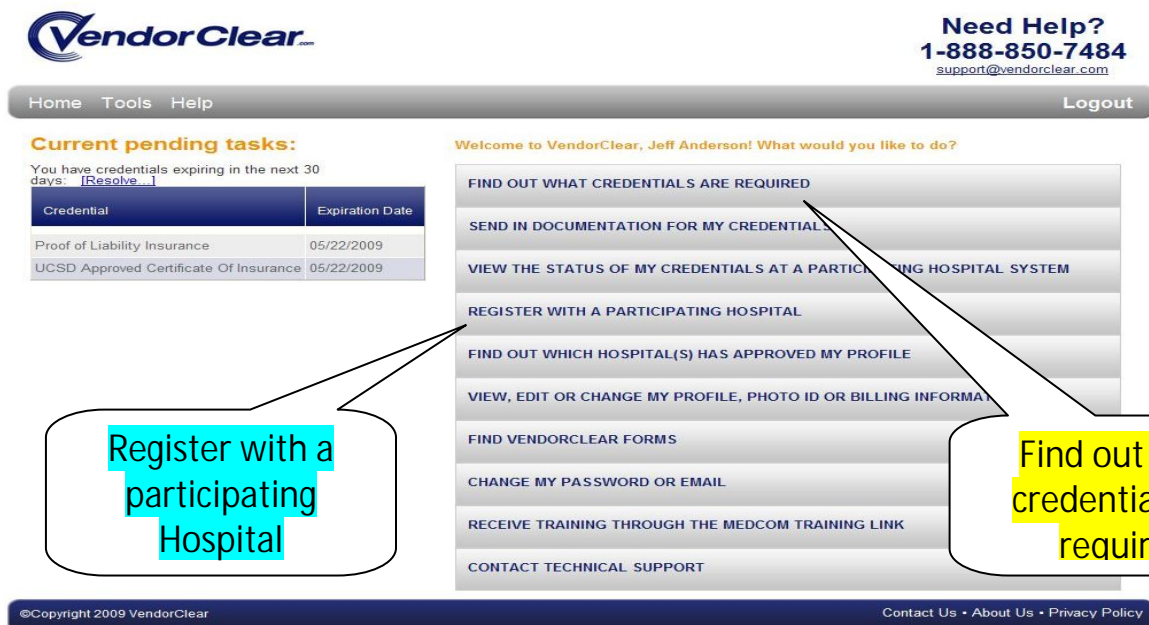 VendorClear.com
Need Help?
1-888-850-7484
support@vendorclear.com
Home Tools Help Logout
Current pending tasks:
You have credentials expiring in the next 30
days: [Resolve...]
Credential Expiration Date
Proof of Liability Insurance 05/22/2009
UCSD Approved Certificate Of Insurance 05/22/2009
Welcome to VendorClear, Jeff Anderson! What would you like to do?
FIND OUT WHAT CREDENTIALS ARE REQUIRED
SEND IN DOCUMENTATION FOR MY CREDENTIALS
VIEW THE STATUS OF MY CREDENTIALS AT A PARTICIPATING HOSPITAL SYSTEM
REGISTER WITH A PARTICIPATING HOSPITAL
FIND OUT WHICH HOSPITAL(S) HAS APPROVED MY PROFILE
VIEW, EDIT OR CHANGE MY PROFILE, PHOTO ID OR BILLING INFORMAT
FIND VENDORCLEAR FORMS
CHANGE MY PASSWORD OR EMAIL
RECEIVE TRAINING THROUGH THE MEDCOM TRAINING LINK
CONTACT TECHNICAL SUPPORT
Register with a
participating
Hospital
Find out
credentia
requir
©Copyright 2009 VendorClear
Contact Us • About Us • Privacy Policy